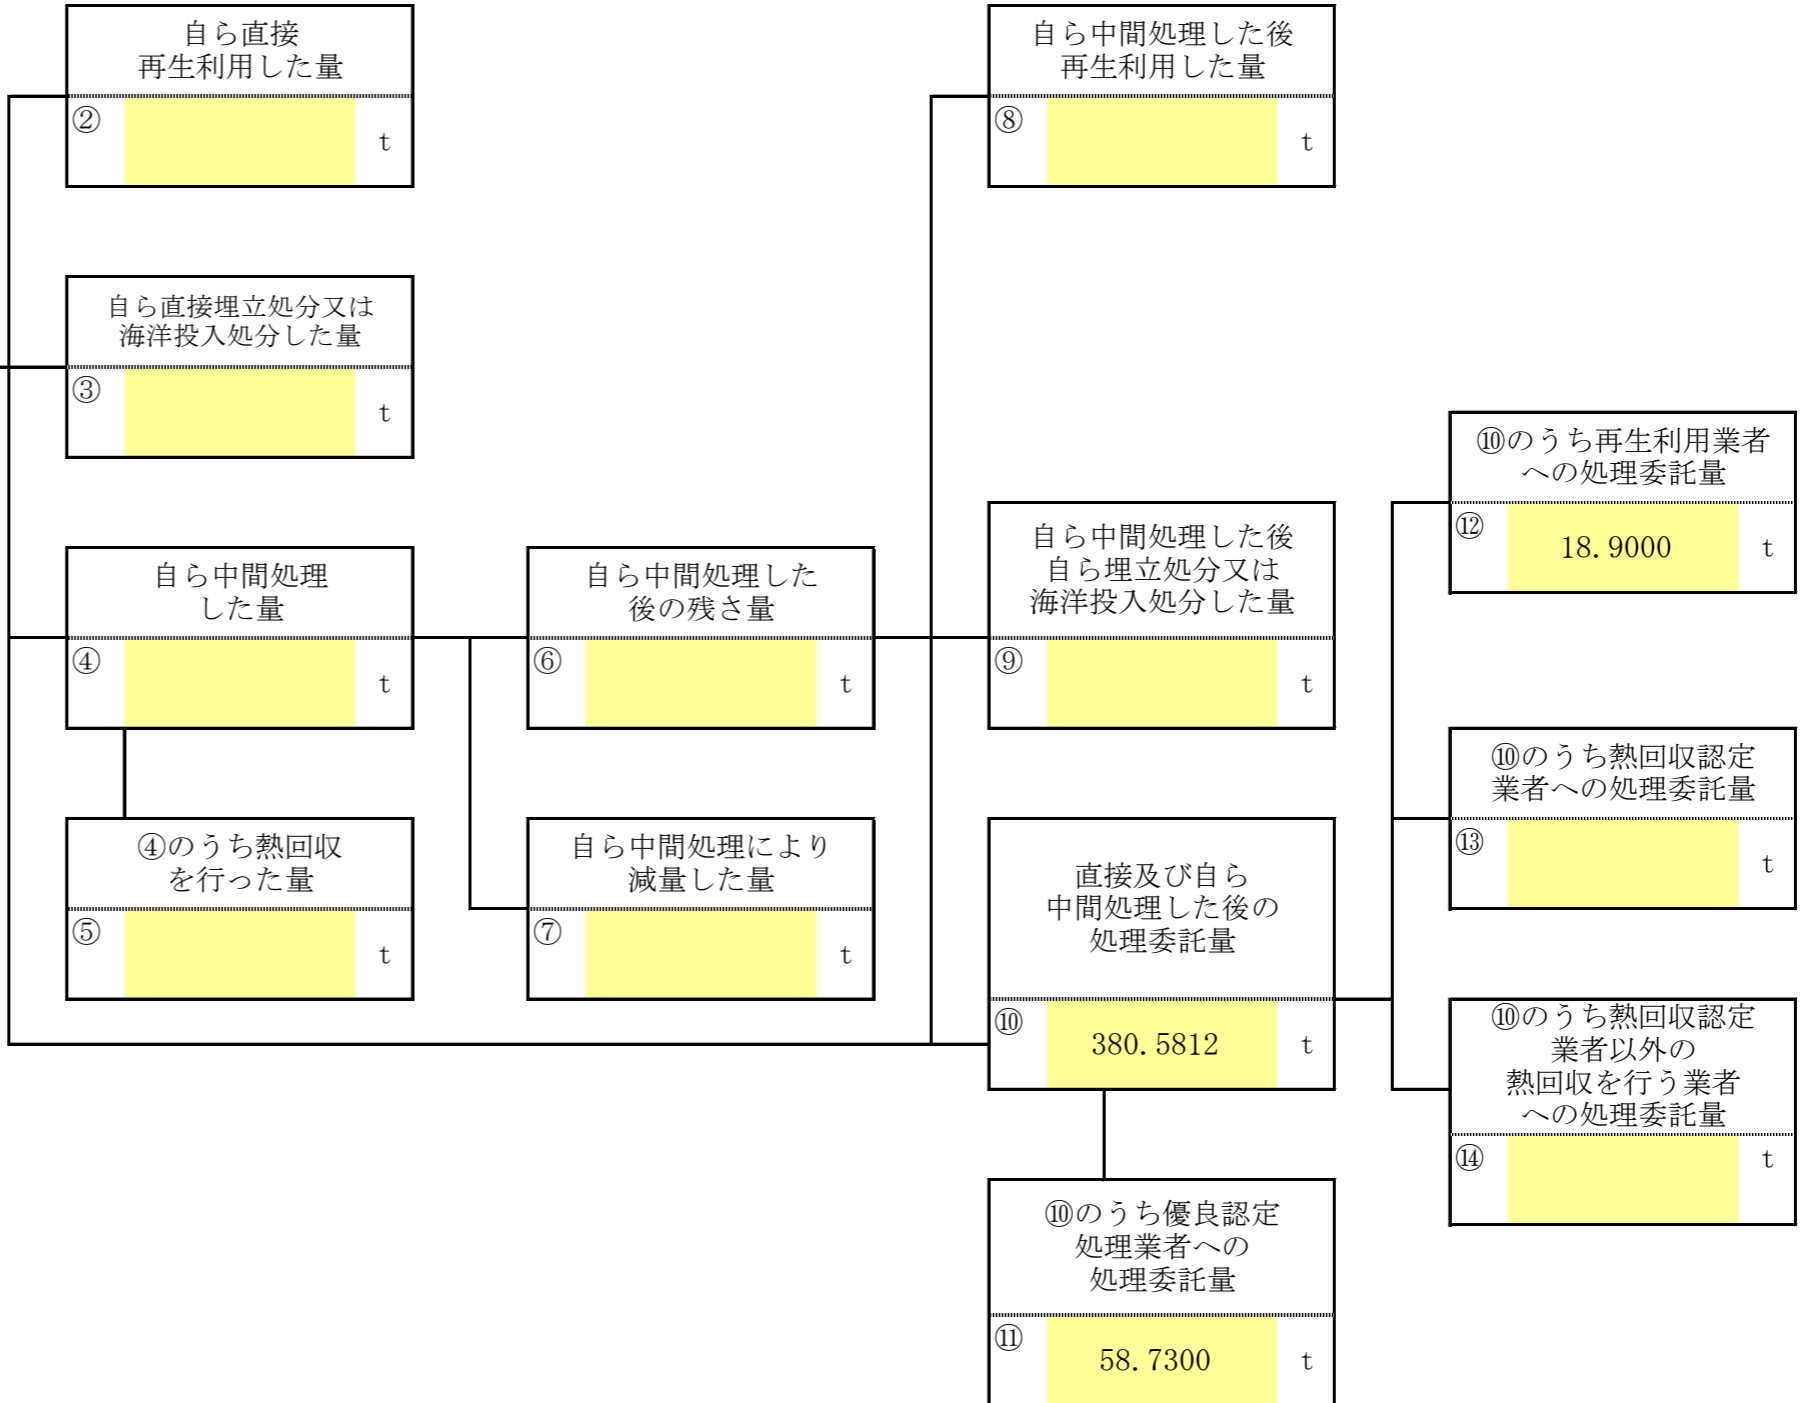 自ら直接
再生利用した量
②
t
自ら中間処理した後
再生利用した量
⑧
t
自ら直接埋立処分又は
海洋投入処分した量
③
t
⑩のうち再生利用業者
への処理委託量
⑫
18.9000
t
自ら中間処理
した量
④
t
自ら中間処理した
後の残さ量
⑥
t
自ら中間処理した後
自ら埋立処分又は
海洋投入処分した量
⑨
t
⑩のうち熱回収認定
業者への処理委託量
⑬
t
④のうち熱回収
を行った量
⑤
t
自ら中間処理により
減量した量
⑦
t
直接及び自ら
中間処理した後の
処理委託量
⑩
380.5812
t
⑩のうち熱回収認定
業者以外の
熱回収を行う業者
への処理委託量
⑭
t
⑩のうち優良認定
処理業者への
処理委託量
⑪
58.7300
t